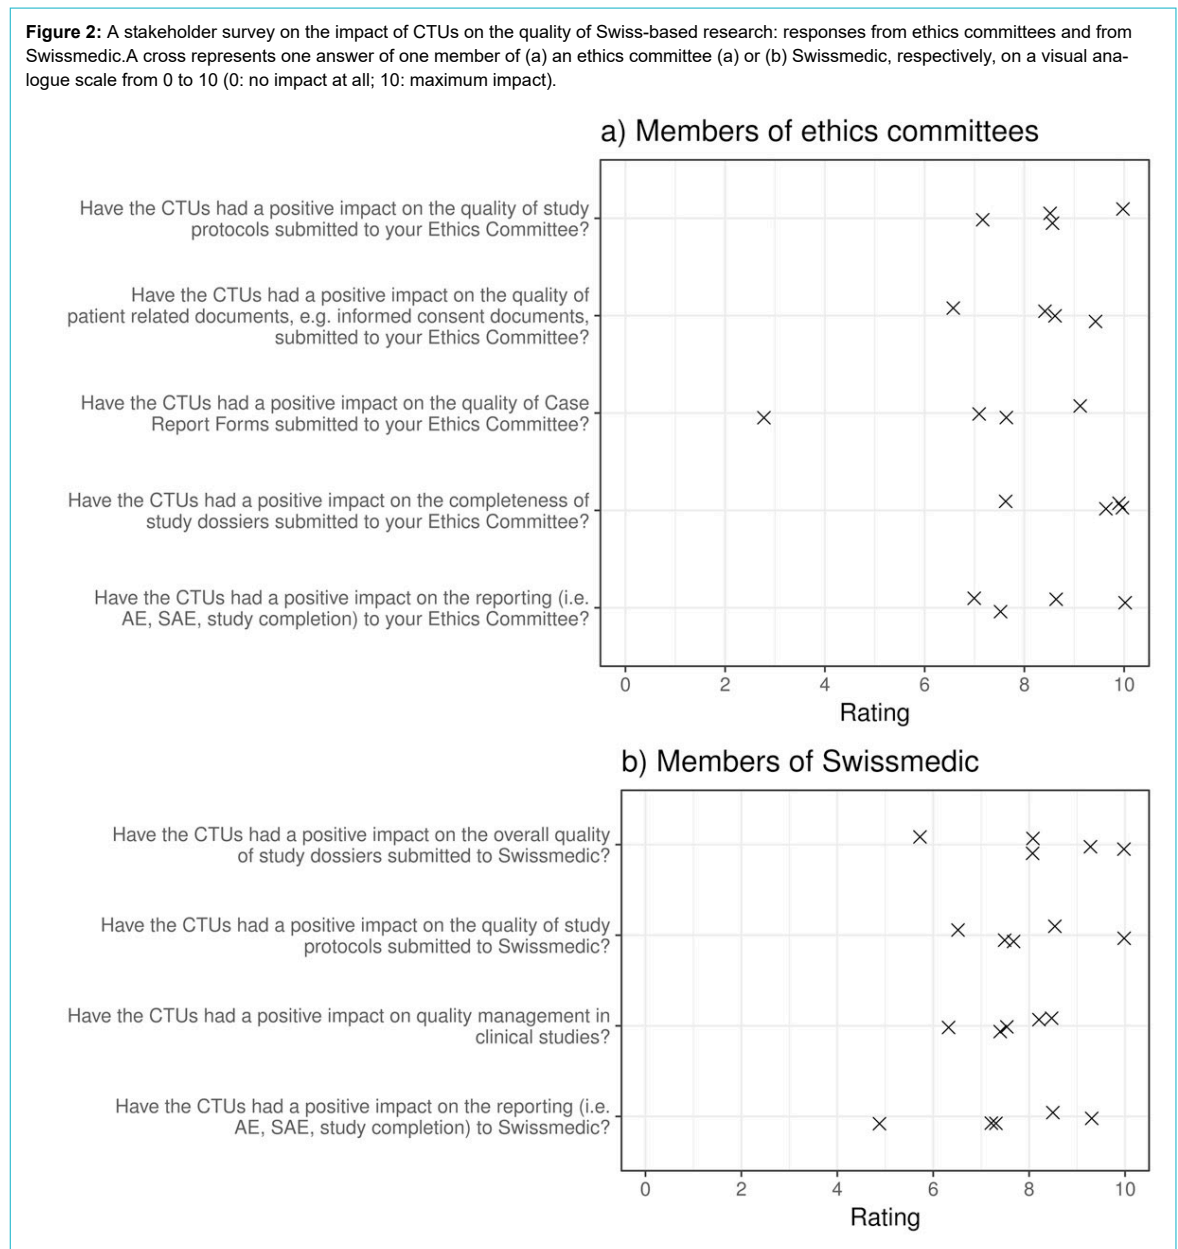 Figure 2: A stakeholder survey on the impact of CTUs on the quality of Swiss-based research: responses from ethics committees and from
Swissmedic.A cross represents one answer of one member of (a) an ethics committee (a) or (b) Swissmedic, respectively, on a visual ana-
logue scale from 0 to 10 (0: no impact at all; 10: maximum impact).
a) Members of ethics committees
Have the CTUs had a positive impact on the quality of study
protocols submitted to your Ethics Committee?
Have the CTUs had a positive impact on the quality of
patient related documents, e.g. informed consent documents,
submitted to your Ethics Committee?
Have the CTUs had a positive impact on the quality of Case
Report Forms submitted to your Ethics Committee?
Have the CTUs had a positive impact on the completeness of
study dossiers submitted to your Ethics Committee?
Have the CTUs had a positive impact on the reporting (i.e.
AE, SAE, study completion) to your Ethics Committee?
0 2 4 6 8 10
Rating
b) Members of Swissmedic
Have the CTUs had a positive impact on the overall quality
of study dossiers submitted to Swissmedic?
Have the CTUs had a positive impact on the quality of study
protocols submitted to Swissmedic?
Have the CTUs had a positive impact on quality management in
clinical studies?
Have the CTUs had a positive impact on the reporting (i.e.
AE, SAE, study completion) to Swissmedic?
0 2 4 6 8 10
Rating